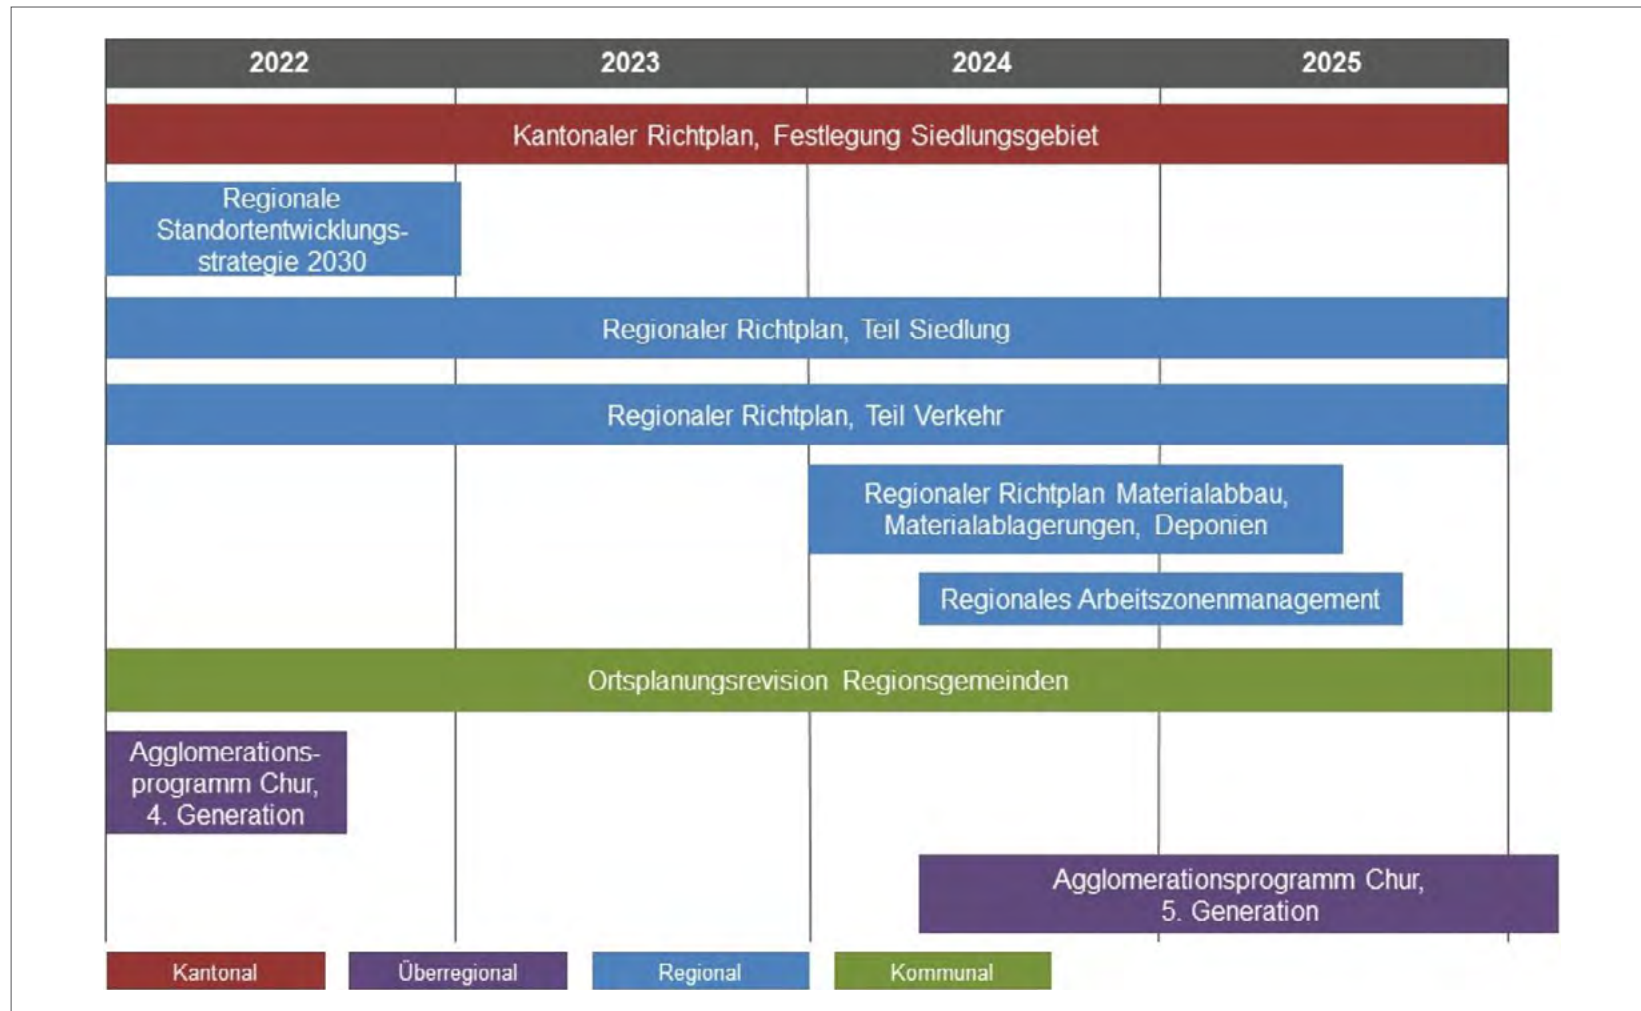 2022 2023 2024 2025
Kantonaler Richtplan, Festlegung Siedlungsgebiet
Regionale
Standortentwicklungs-
strategie 2030
Regionaler Richtplan, Teil Siedlung
Regionaler Richtplan, Teil Verkehr
Regionaler Richtplan Materialabbau,
Materialablagerungen, Deponien
Regionales Arbeitszonenmanagement
Ortsplanungsrevision Regionsgemeinden
Agglomerations-
programm Chur,
4. Generation
Agglomerationsprogramm Chur,
5. Generation
Kantonal Überregional Regional Kommunal